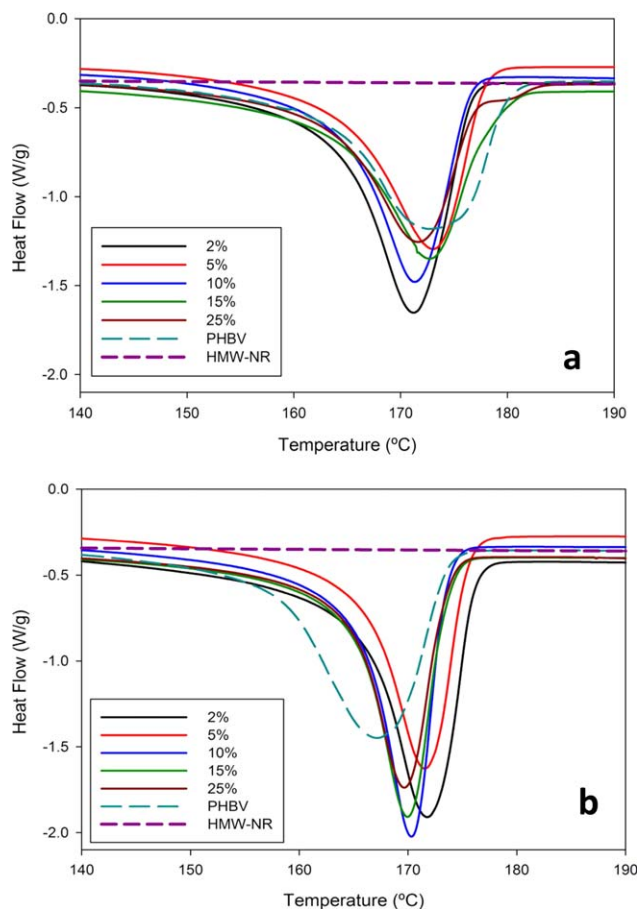 0.0
-0.5
-1.0
-1.5
-2.0
Heat Flow (W/g)
2%
5%
10%
15%
25%
PHBV
HMW-NR
a
140 150 160 170 180 190
Temperature (ºC)
0.0
-0.5
-1.0
-1.5
-2.0
Heat Flow (W/g)
2%
5%
10%
15%
25%
PHBV
HMW-NR
b
140 150 160 170 180 190
Temperature (ºC)